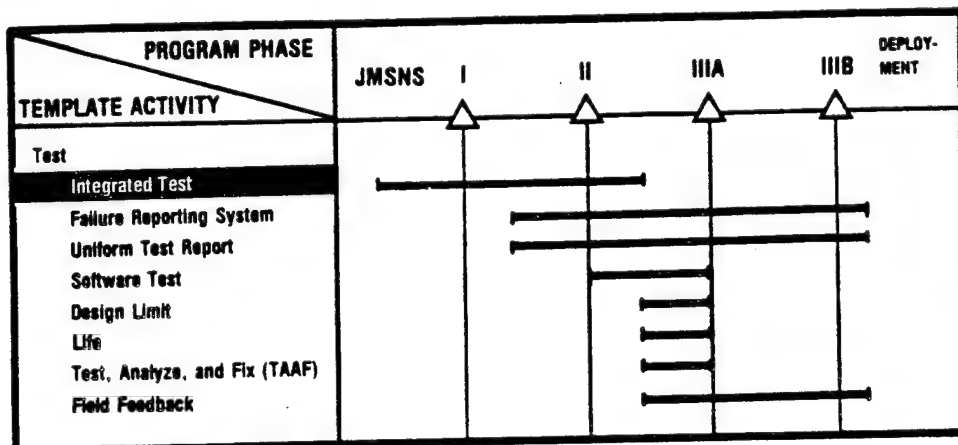 PROGRAM PHASE
TEMPLATE ACTIVITY
JMSNS I II IIIA IIIB DEPLOY-
MENT
Test
Integrated Test
Failure Reporting System
Uniform Test Report
Software Test
Design Limit
Life
Test, Analyze, and Fix (TAAF)
Field Feedback